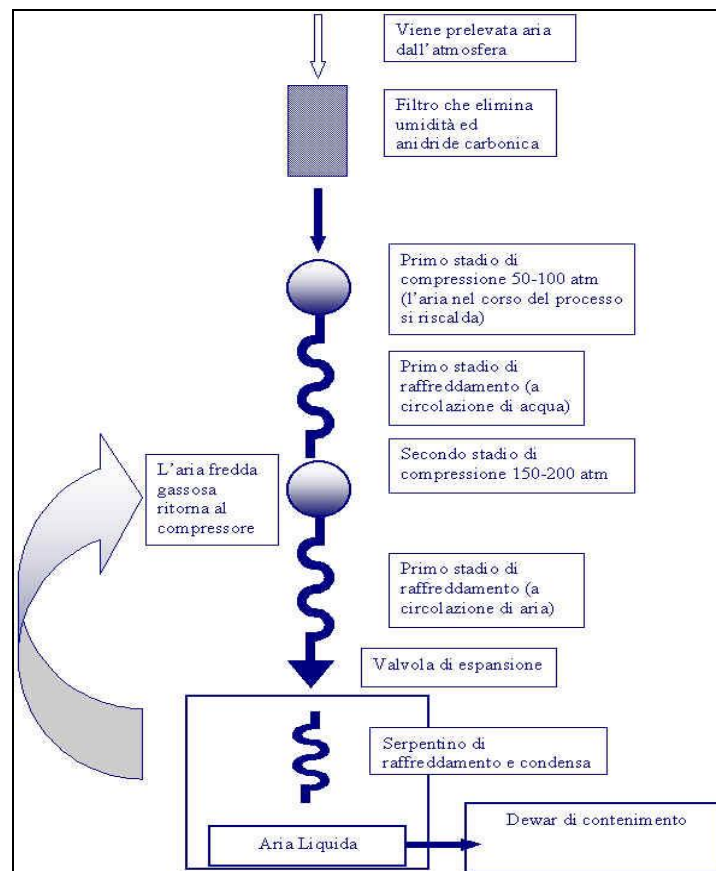 Viene prelevata aria
dall'atmosfera
Filtro che elimina
umidità ed
anidride carbonica
Primo stadio di
compressione 50-100 atm
(l'aria nel corso del processo
si riscalda)
Primo stadio di
raffreddamento (a
circolazione di acqua)
L'aria fredda
gassosa
ritorna al
compressore
Secondo stadio di
compressione 150-200 atm
Primo stadio di
raffreddamento (a
circolazione di aria)
Valvola di espansione
Serpentino di
raffreddamento e condensa
Aria Liquida
Dewar di contenimento